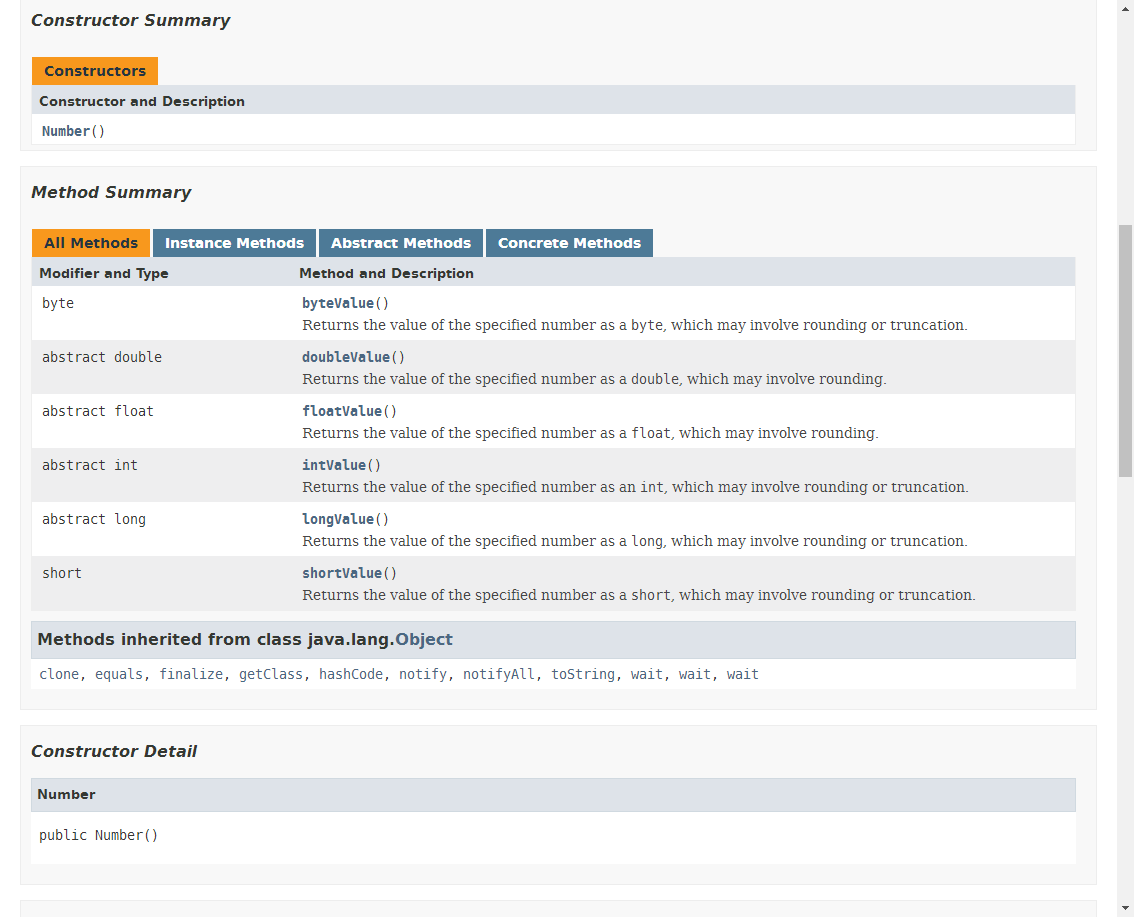 Constructor Summary
Constructors
Constructor and Description
Number()
Method Summary
All Methods Instance Methods Abstract Methods Concrete Methods
Modifier and Type Method and Description
byte byteValue()
Returns the value of the specified number as a byte, which may involve rounding or truncation.
abstract double doubleValue()
Returns the value of the specified number as a double, which may involve rounding.
abstract float floatValue()
Returns the value of the specified number as a float, which may involve rounding.
abstract int intValue()
Returns the value of the specified number as an int, which may involve rounding or truncation.
abstract long longValue()
Returns the value of the specified number as a long, which may involve rounding or truncation.
short shortValue()
Returns the value of the specified number as a short, which may involve rounding or truncation.
Methods inherited from class java.lang.Object
clone, equals, finalize, getClass, hashCode, notify, notifyAll, toString, wait, wait, wait
Constructor Detail
Number
public Number()